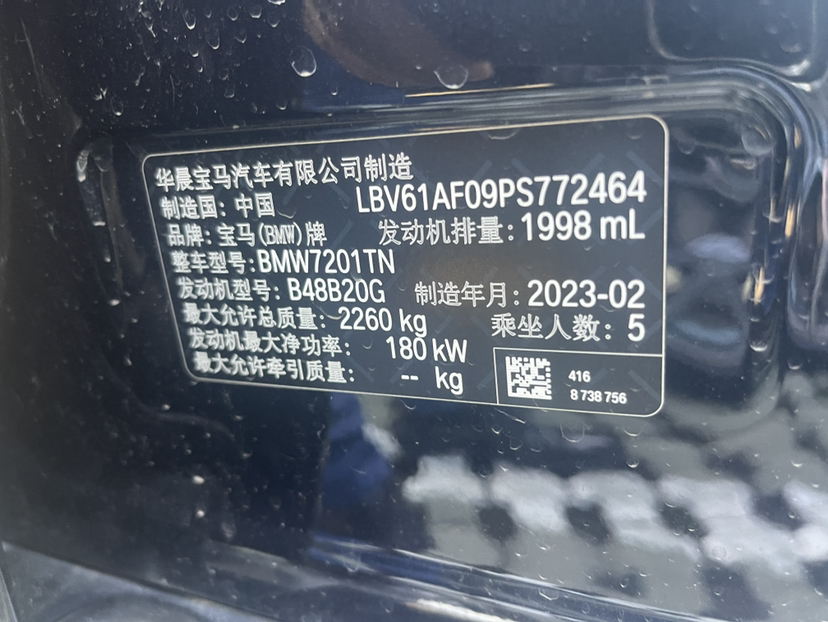 华晨宝马汽车有限公司制造
制造国: 中国 LBV61AF09PS772464
品牌: 宝马(BMW)牌 发动机排量: 1998 mL
整车型号: BMW7201TN
发动机型号: B48B20G 制造年月: 2023-02
最大允许总质量: 2260 kg 乘坐人数: 5
发动机最大净功率: 180 kW
最大允许牵引质量: -- kg
416
8 738 756